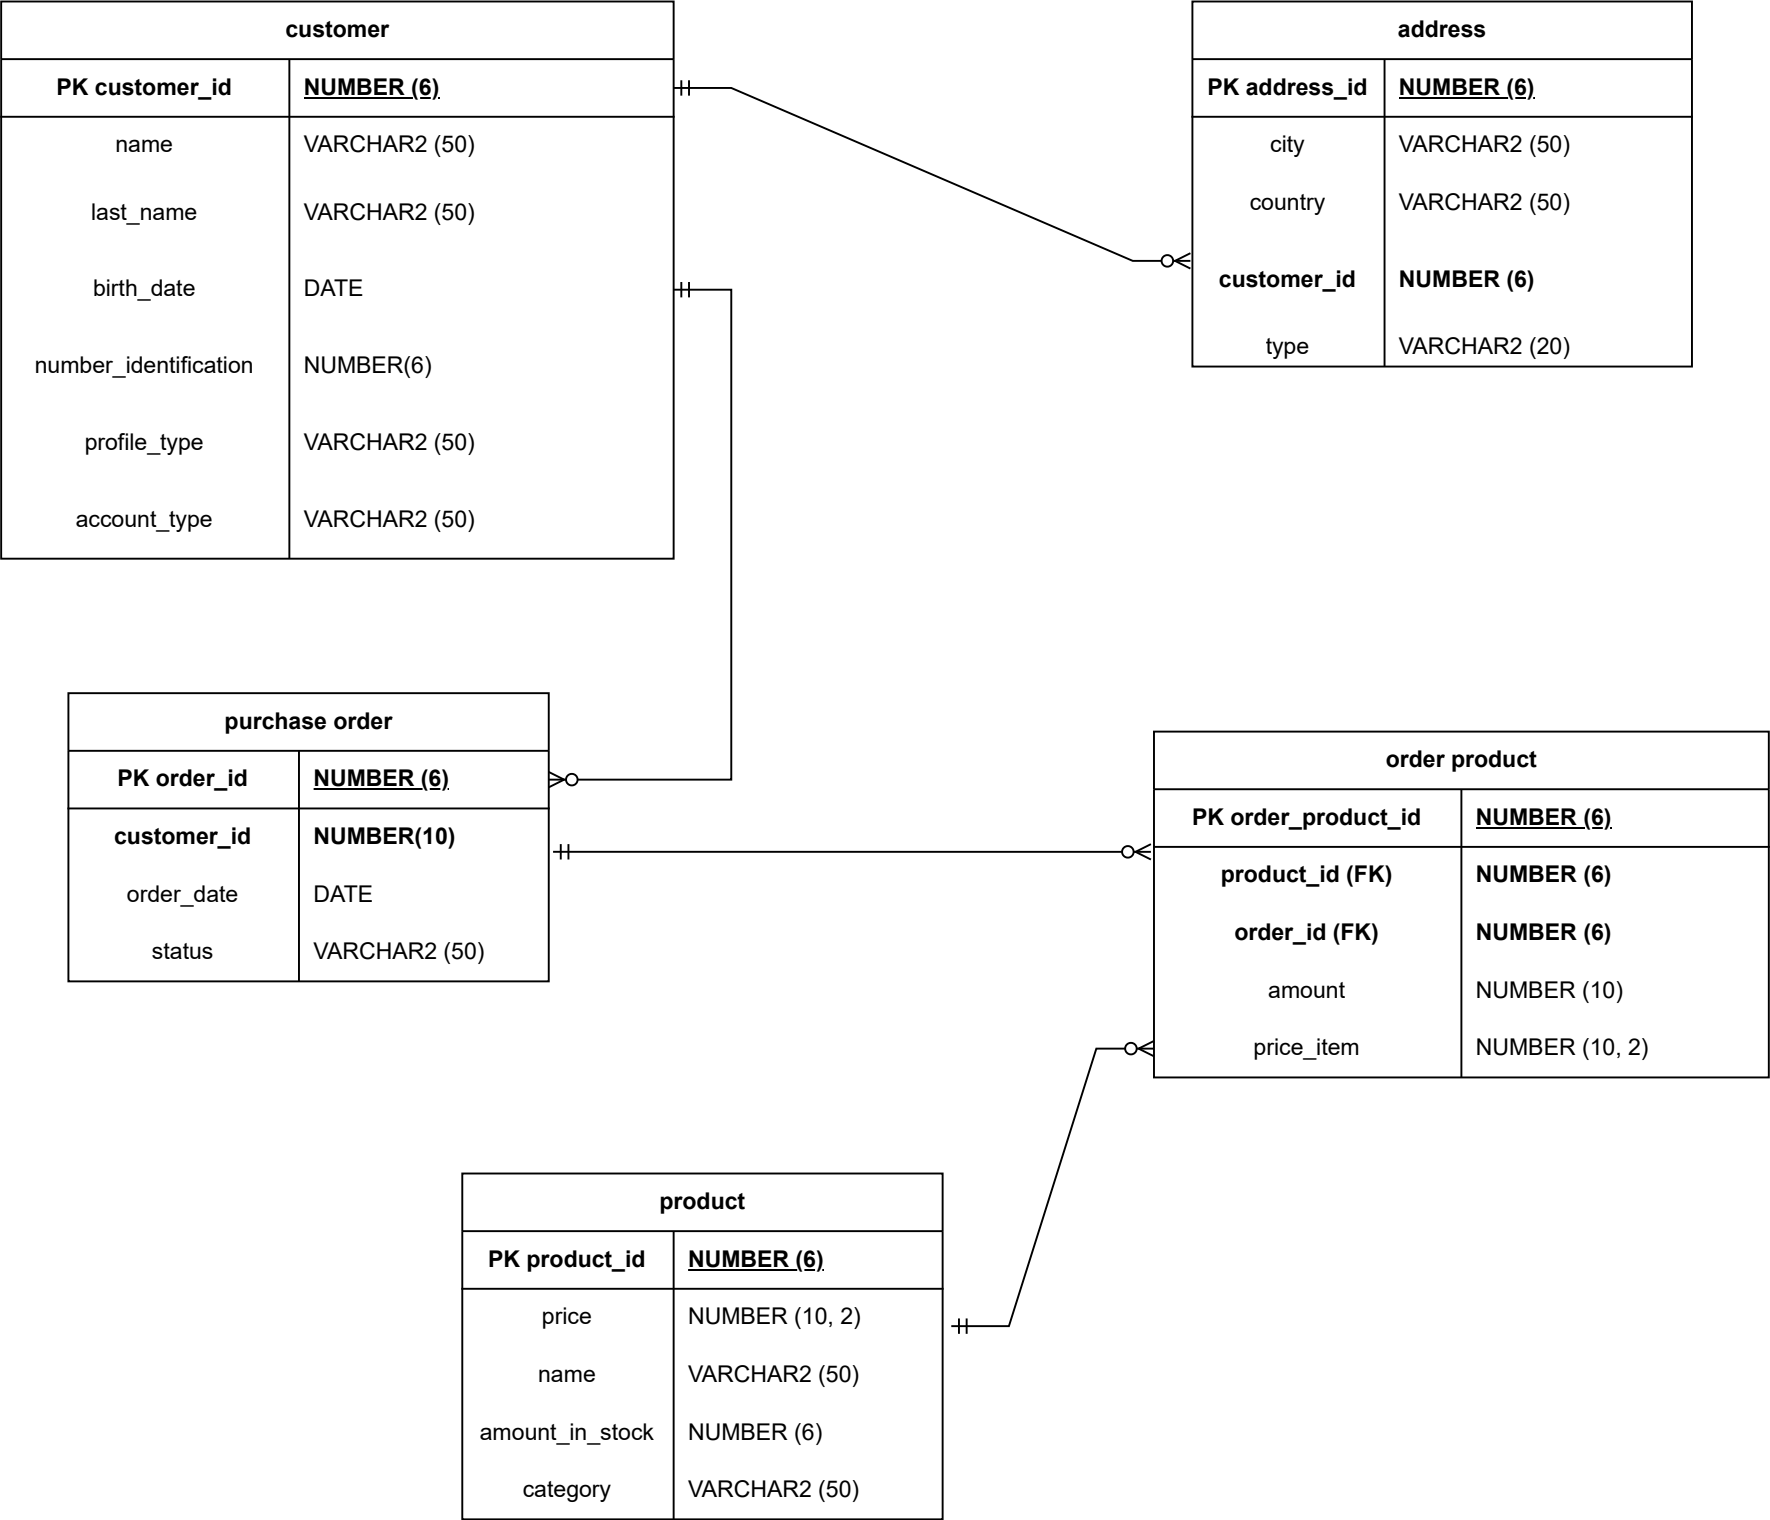 customer
PK customer_id NUMBER (6)
name VARCHAR2 (50)
last_name VARCHAR2 (50)
birth_date DATE
number_identification NUMBER(6)
profile_type VARCHAR2 (50)
account_type VARCHAR2 (50)
address
PK address_id NUMBER (6)
city VARCHAR2 (50)
country VARCHAR2 (50)
customer_id NUMBER (6)
type VARCHAR2 (20)
purchase order
PK order_id NUMBER (6)
customer_id NUMBER(10)
order_date DATE
status VARCHAR2 (50)
order product
PK order_product_id NUMBER (6)
product_id (FK) NUMBER (6)
order_id (FK) NUMBER (6)
amount NUMBER (10)
price_item NUMBER (10, 2)
product
PK product_id NUMBER (6)
price NUMBER (10, 2)
name VARCHAR2 (50)
amount_in_stock NUMBER (6)
category VARCHAR2 (50)